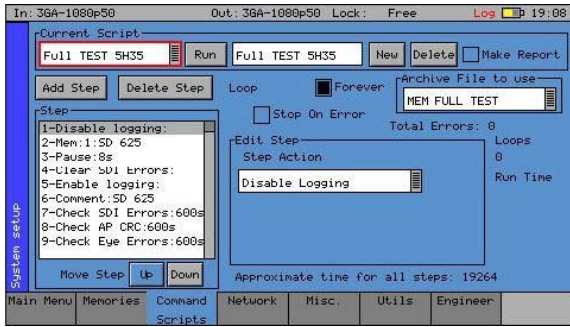 In: 3GA-1080p50 Out: 3GA-1080p50 Lock: Free Log 19:08
Current Script
Full TEST 5H35 Run Full TEST 5H35 New Delete Make Report
Add Step Delete Step Loop Forever Archive File to use
MEM FULL TEST
Stop On Error
Total Errors: 0
Step
1-Disable logging:
2-Mem:1:SD 625
3-Pause:8s
4-Clear SDI Errors:
5-Enable logging:
6-Comment:SD 625
7-Check SDI Errors:600s
8-Check AP CRC:600s
9-Check Eye Errors:600s
Move Step Up Down
Edit Step
Step Action
Disable Logging
Loops
0
Run Time
Approximate time for all steps: 19264
System setup
Main Menu Memories Command Scripts Network Misc. Utils Engineer